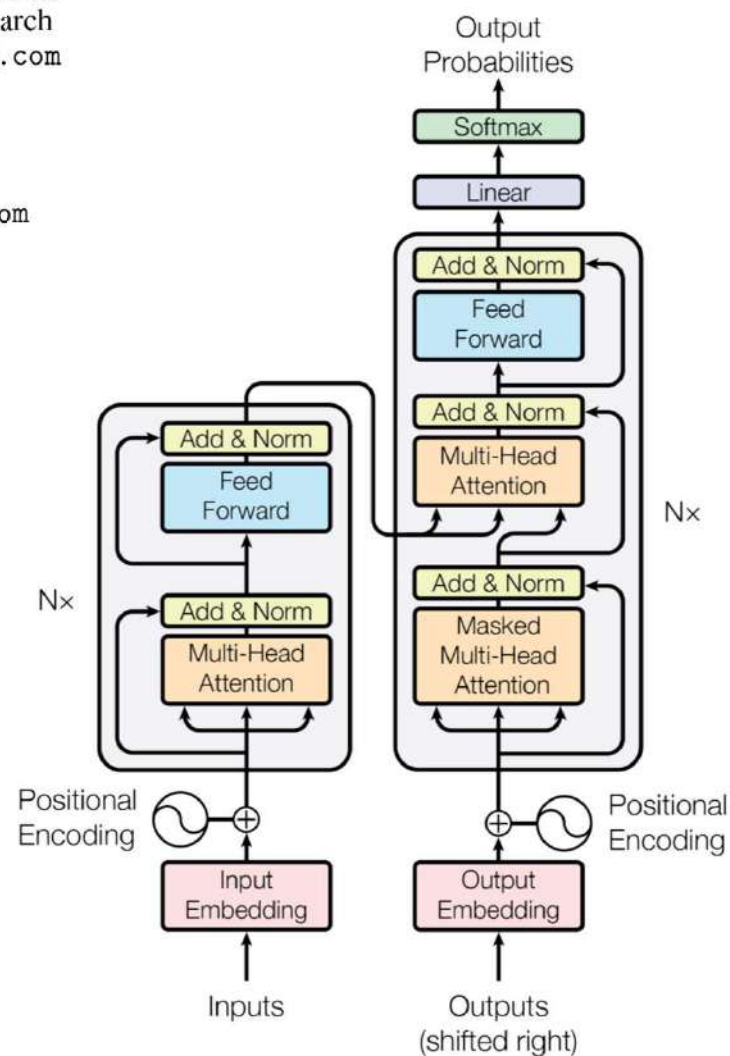 arch
.com
om
Output
Probabilities
Softmax
Linear
Add & Norm
Feed
Forward
Add & Norm
Multi-Head
Attention
Nx
Add & Norm
Masked
Multi-Head
Attention
Add & Norm
Feed
Forward
Nx
Add & Norm
Multi-Head
Attention
Positional
Encoding
Positional
Encoding
Input
Embedding
Output
Embedding
Inputs
Outputs
(shifted right)